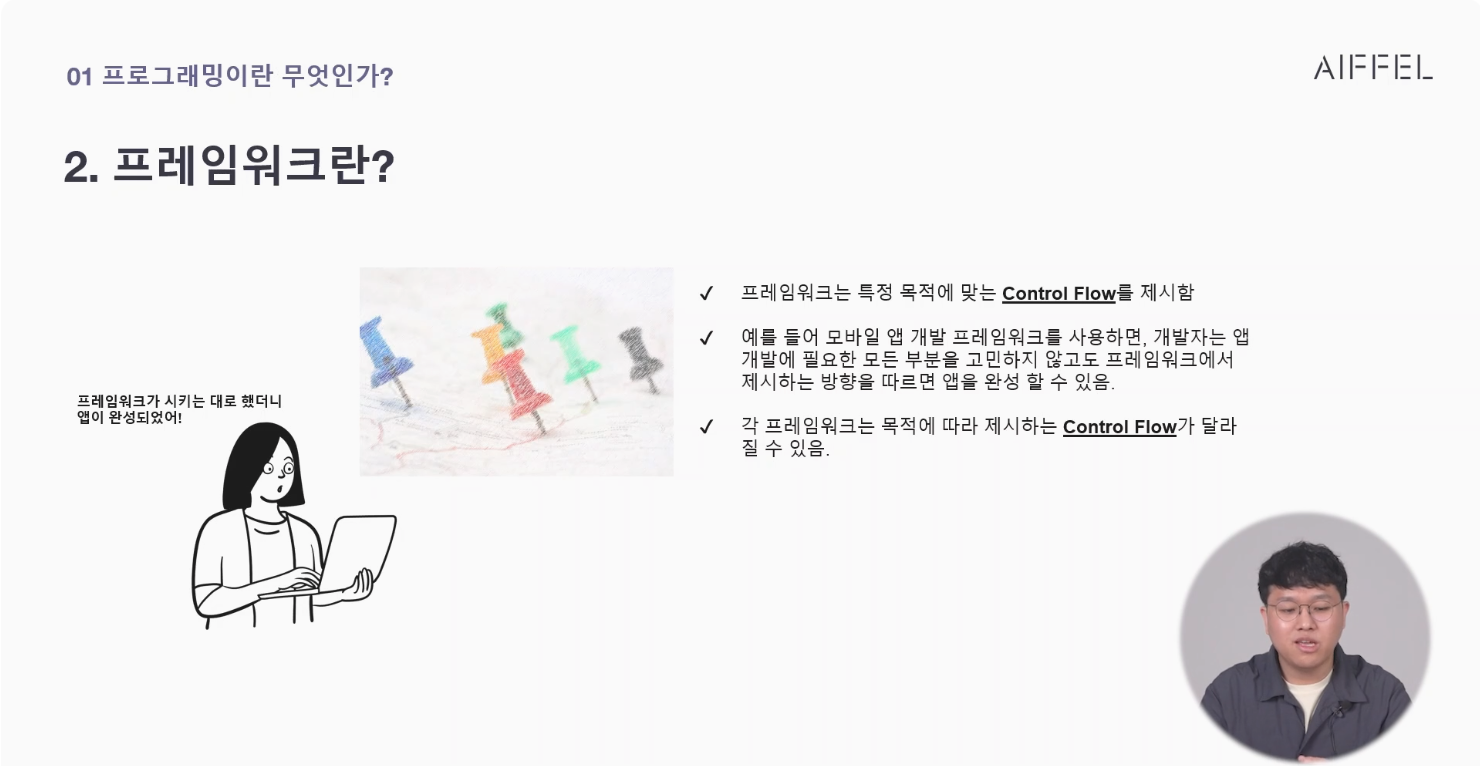 01 프로그래밍이란 무엇인가?
AIFFEL
2. 프레임워크란?
✓ 프레임워크는 특정 목적에 맞는 Control Flow를 제시함
✓ 예를 들어 모바일 앱 개발 프레임워크를 사용하면, 개발자는 앱
개발에 필요한 모든 부분을 고민하지 않고도 프레임워크에서
제시하는 방향을 따르면 앱을 완성 할 수 있음.
✓ 각 프레임워크는 목적에 따라 제시하는 Control Flow가 달라
질 수 있음.
프레임워크가 시키는 대로 했더니
앱이 완성되었어!